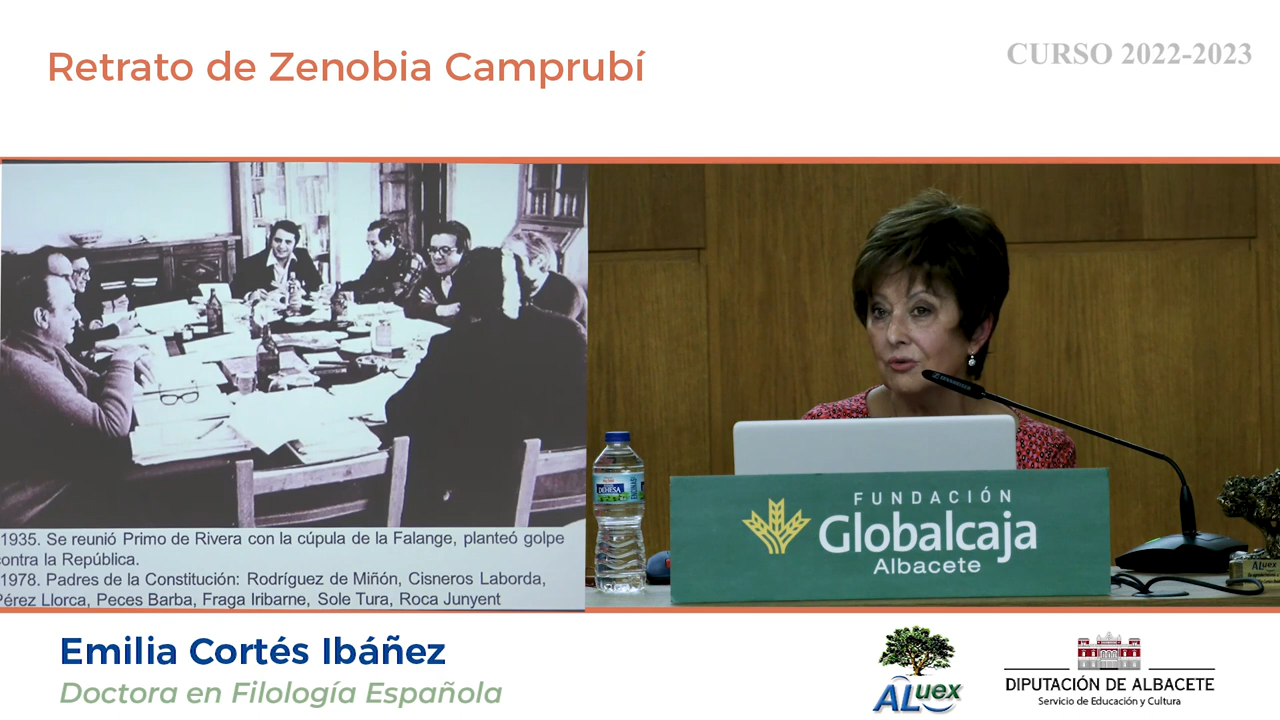 Retrato de Zenobia Camprubí
CURSO 2022-2023
1935. Se reunió Primo de Rivera con la cúpula de la Falange, planteó golpe
contra la República.
1978. Padres de la Constitución: Rodríguez de Miñón, Cisneros Laborda,
Pérez Llorca, Peces Barba, Fraga Iribarne, Sole Tura, Roca Junyent
SENNHEISER
DEHESA
FUNDACIÓN
Globalcaja
Albacete
ALuex
Emilia Cortés Ibáñez
Doctora en Filología Española
ALuex
DIPUTACIÓN DE ALBACETE
Servicio de Educación y Cultura